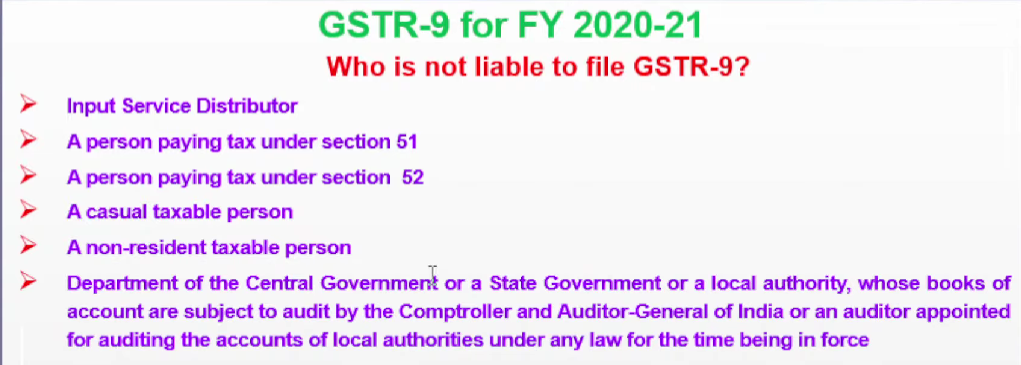 GSTR-9 for FY 2020-21
Who is not liable to file GSTR-9?
Input Service Distributor
A person paying tax under section 51
A person paying tax under section 52
A casual taxable person
A non-resident taxable person
Department of the Central Government or a State Government or a local authority, whose books of
account are subject to audit by the Comptroller and Auditor-General of India or an auditor appointed
for auditing the accounts of local authorities under any law for the time being in force